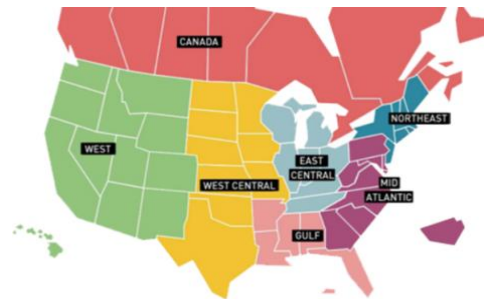 CANADA
NORTHEAST
WEST
EAST
CENTRAL
WEST CENTRAL
MID
ATLANTIC
GULF